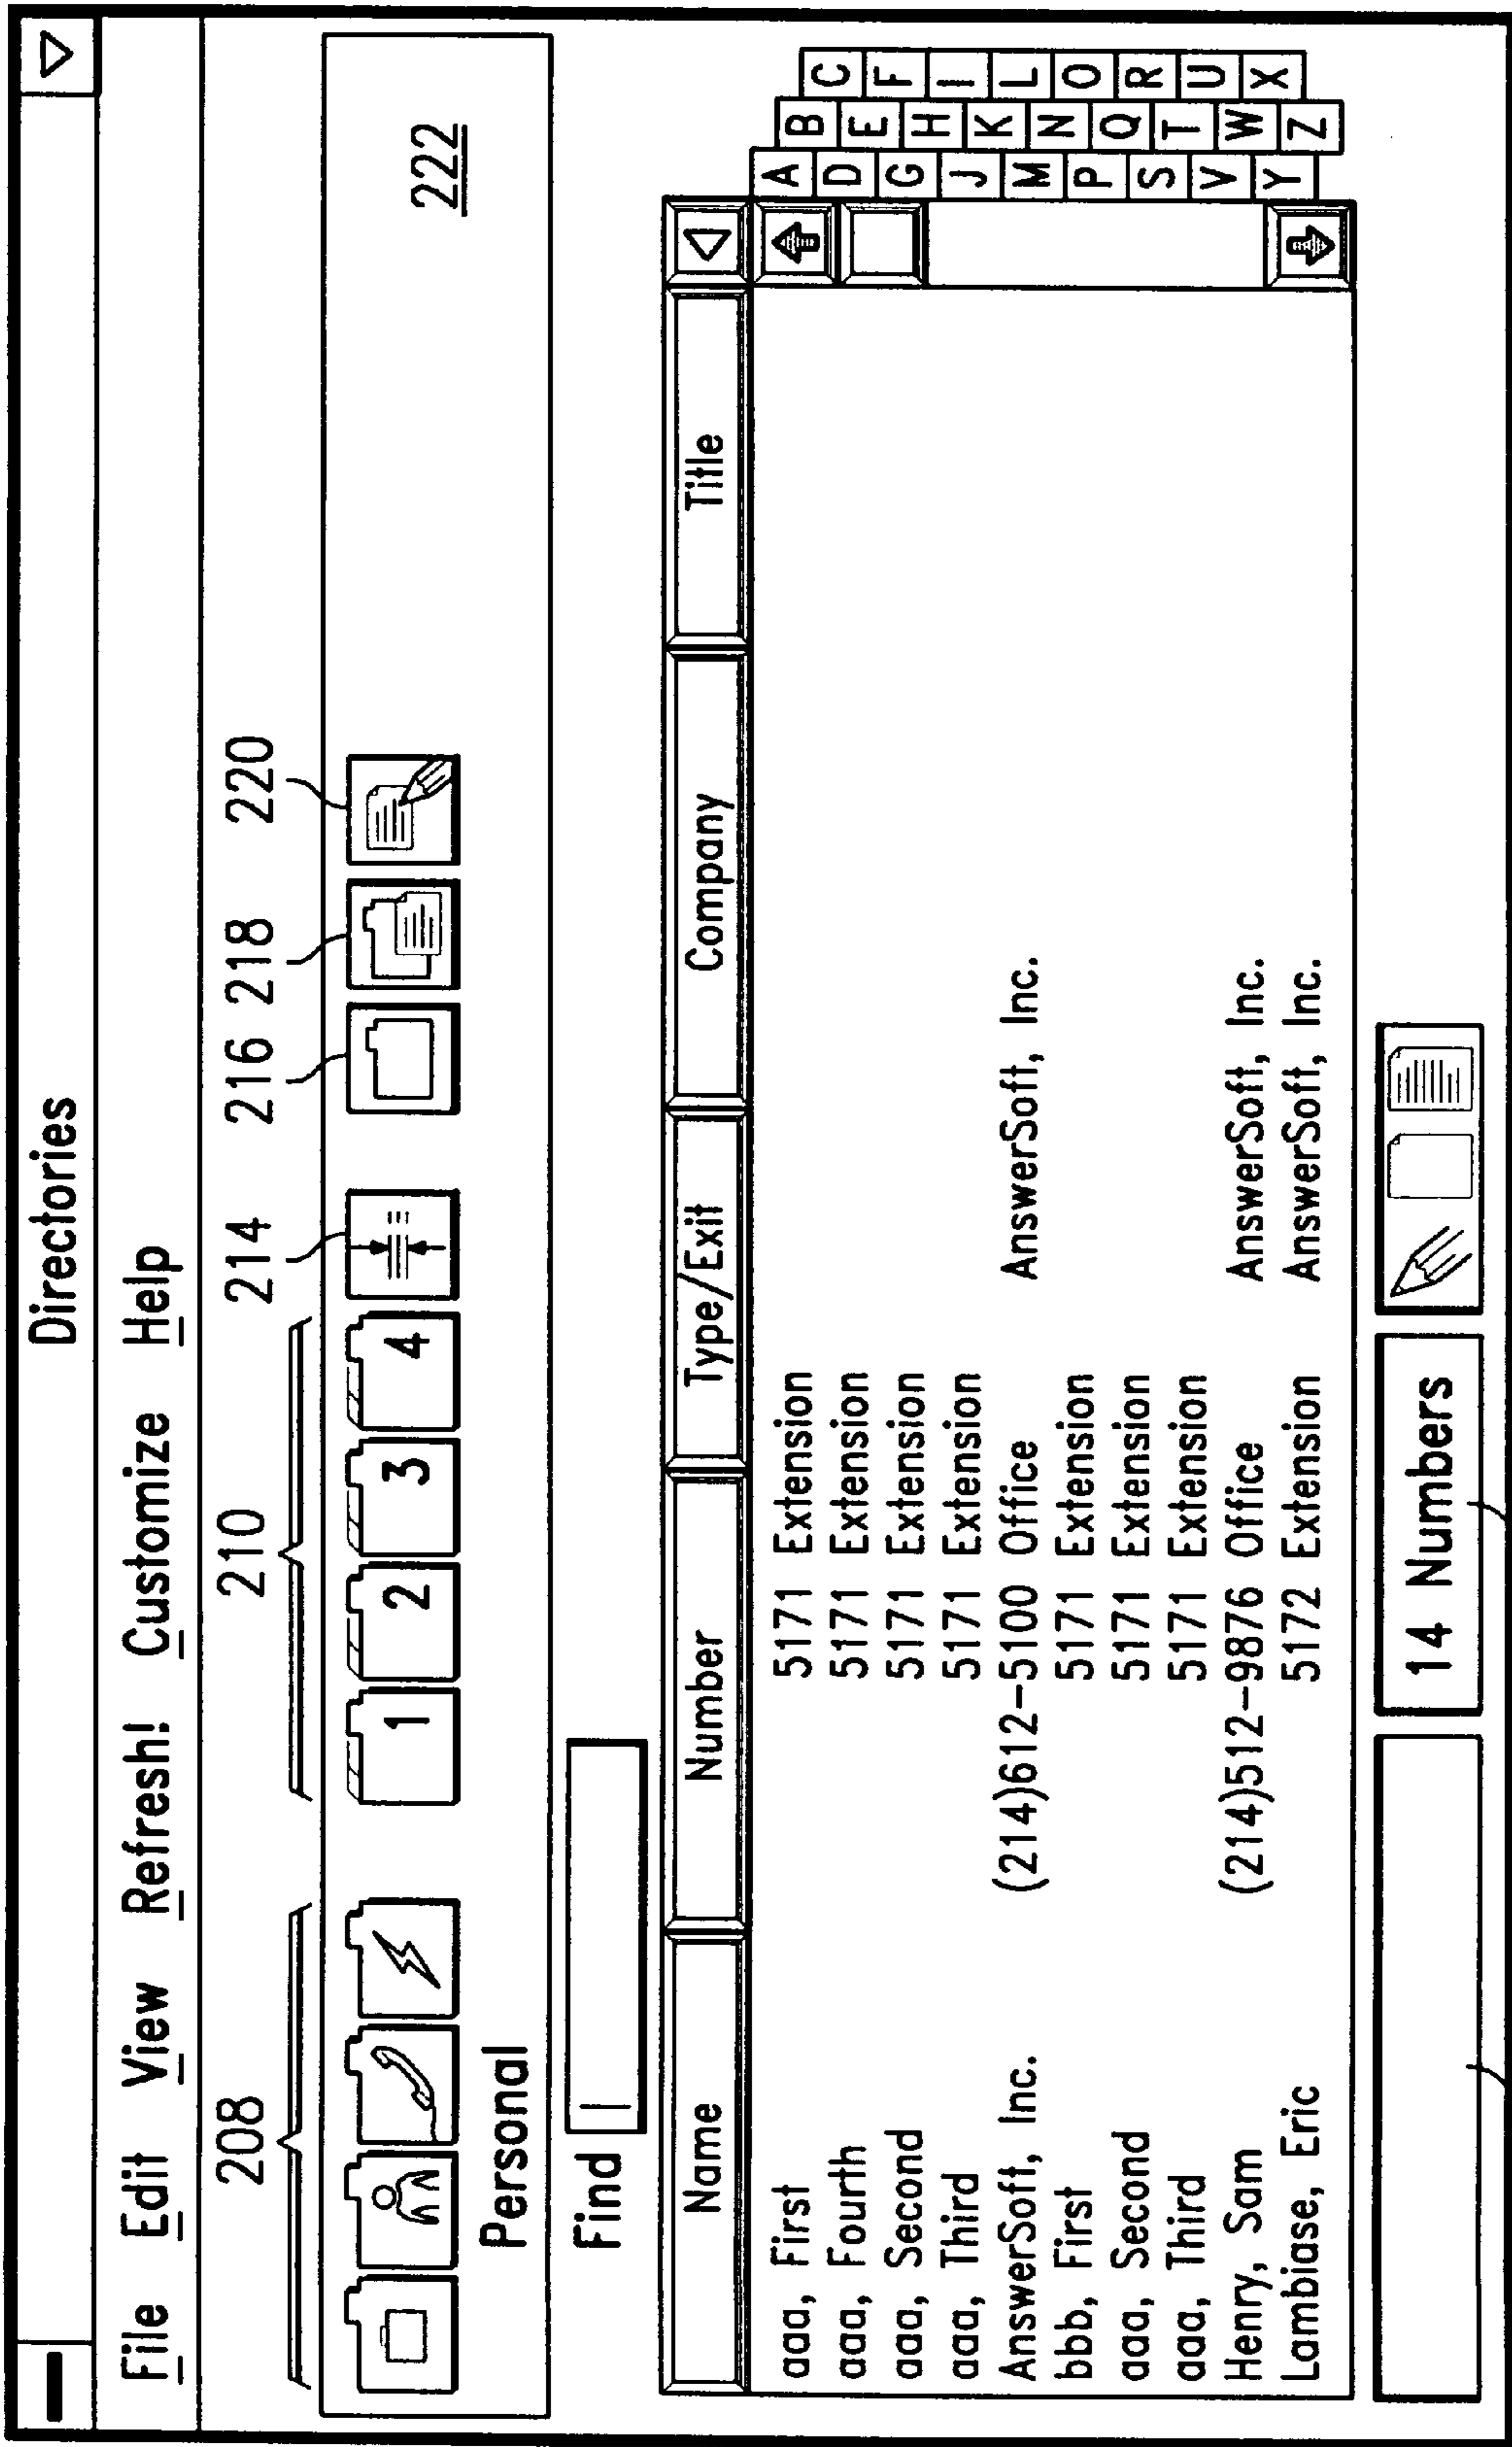 Directories
File Edit View Refresh! Customize Help
208 210 214 216 218 220
1 2 3 4
Personal
222
Find
Name Number Type/Exit Company Title
aaa, First 5171 Extension
aaa, Fourth 5171 Extension
aaa, Second 5171 Extension
aaa, Third 5171 Extension
AnswerSoft, Inc. (214)612-5100 Office AnswerSoft, Inc.
bbb, First 5171 Extension
aaa, Second 5171 Extension
aaa, Third 5171 Extension
Henry, Sam (214)512-9876 Office AnswerSoft, Inc.
Lambiase, Eric 5172 Extension AnswerSoft, Inc.
A B C
D E F
G H I
J K L
M N O
P Q R
S T U
V W X
Y Z
14 Numbers